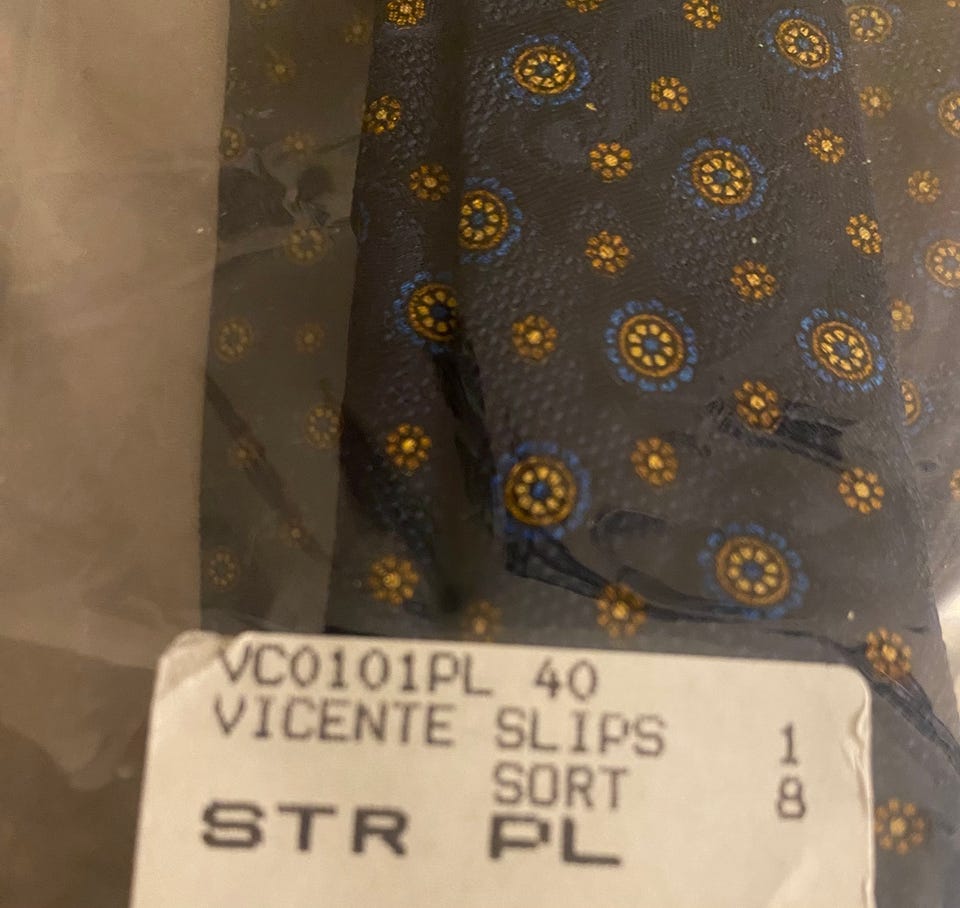 VC0101PL 40
VICENTE SLIPS 1
SORT 8
STR PL